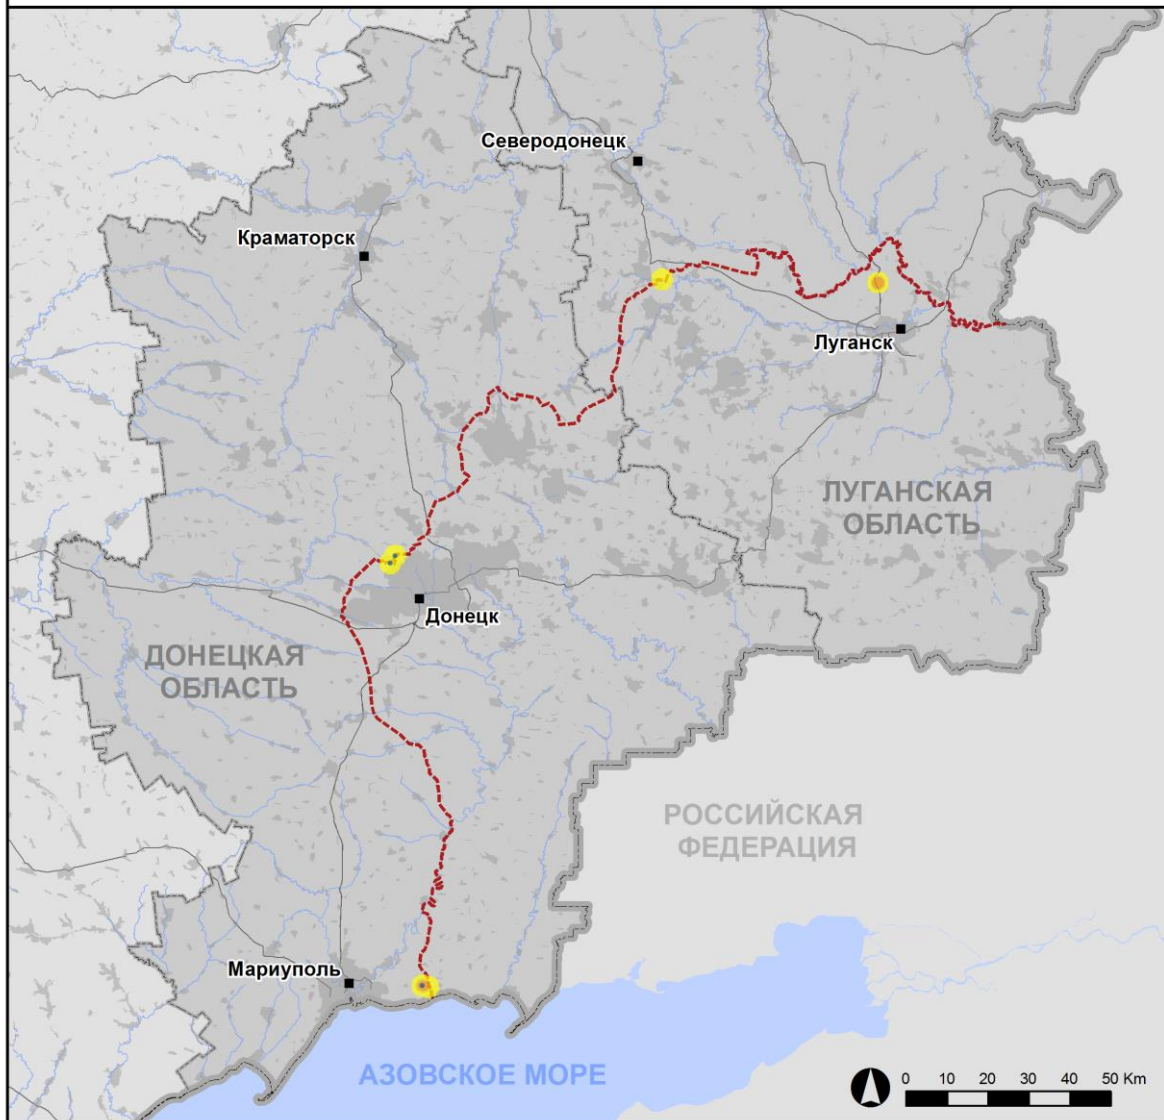 Северодонецк
Краматорск
Луганск
ЛУГАНСКАЯ
ОБЛАСТЬ
Донецк
ДОНЕЦКАЯ
ОБЛАСТЬ
РОССИЙСКАЯ
ФЕДЕРАЦИЯ
Мариуполь
АЗОВСКОЕ МОРЕ
0 10 20 30 40 50 Km